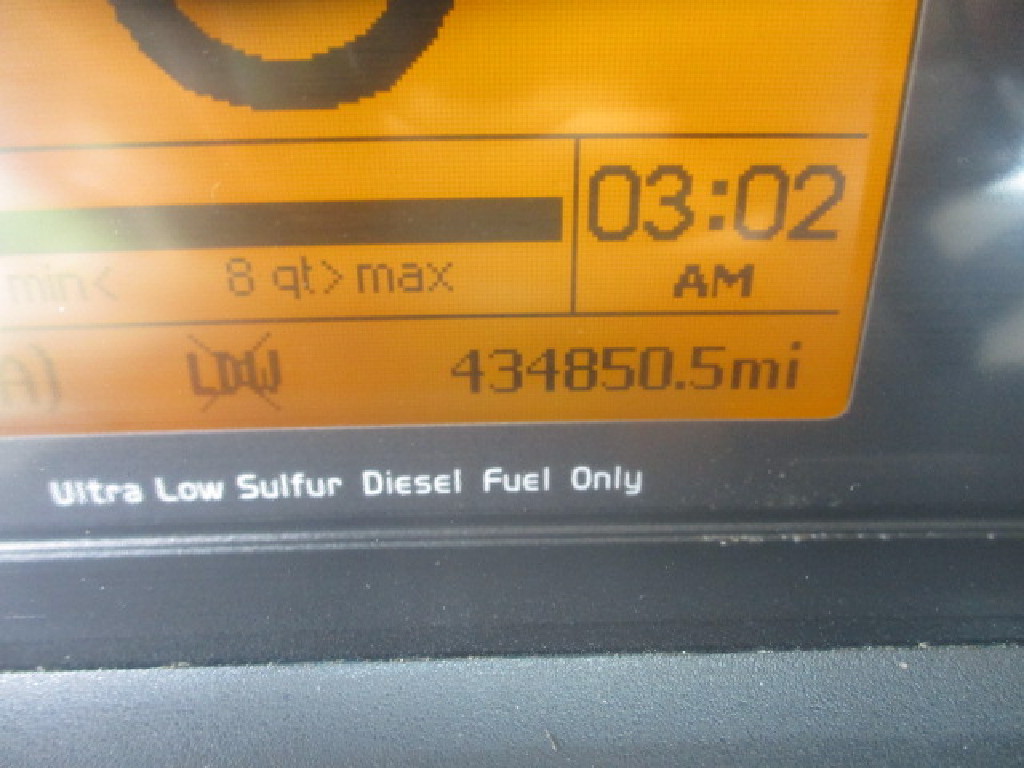 03:02
AM
min< 8 qt> max
A) LDW 434850.5mi
Ultra Low Sulfur Diesel Fuel Only